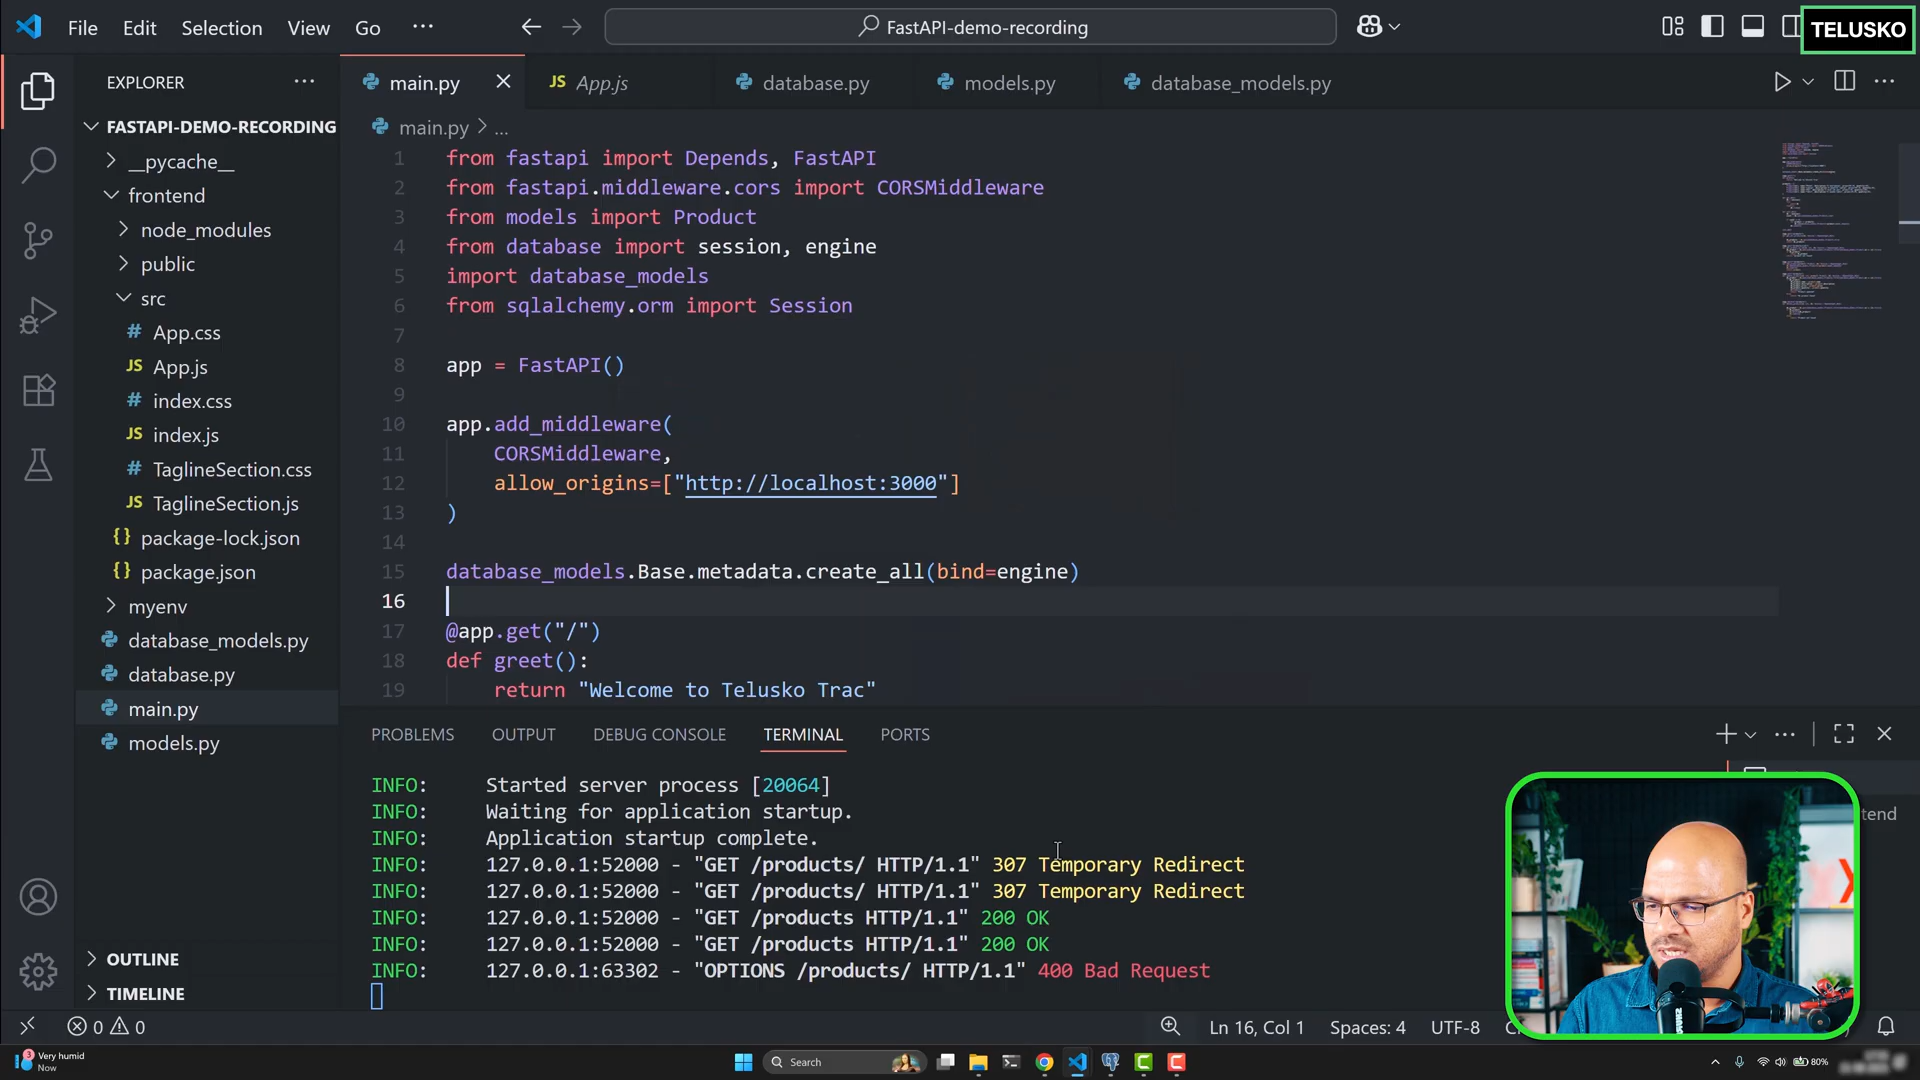 File Edit Selection View Go ··· FastAPI-demo-recording
TELUSKO
EXPLORER
main.py
JS App.js
database.py
models.py
database_models.py
FASTAPI-DEMO-RECORDING
__pycache__
frontend
node_modules
public
src
# App.css
JS App.js
# index.css
JS index.js
# TaglineSection.css
JS TaglineSection.js
{} package-lock.json
{} package.json
myenv
database_models.py
database.py
main.py
models.py
OUTLINE
TIMELINE
main.py > ...
1 from fastapi import Depends, FastAPI
2 from fastapi.middleware.cors import CORSMiddleware
3 from models import Product
4 from database import session, engine
5 import database_models
6 from sqlalchemy.orm import Session
7
8 app = FastAPI()
9
10 app.add_middleware(
11 CORSMiddleware,
12 allow_origins=["http://localhost:3000"]
13 )
14
15 database_models.Base.metadata.create_all(bind=engine)
16
17 @app.get("/")
18 def greet():
19 return "Welcome to Telusko Trac"
PROBLEMS OUTPUT DEBUG CONSOLE TERMINAL PORTS
INFO: Started server process [20064]
INFO: Waiting for application startup.
INFO: Application startup complete.
INFO: 127.0.0.1:52000 - "GET /products/ HTTP/1.1" 307 Temporary Redirect
INFO: 127.0.0.1:52000 - "GET /products/ HTTP/1.1" 307 Temporary Redirect
INFO: 127.0.0.1:52000 - "GET /products HTTP/1.1" 200 OK
INFO: 127.0.0.1:52000 - "GET /products HTTP/1.1" 200 OK
INFO: 127.0.0.1:63302 - "OPTIONS /products/ HTTP/1.1" 400 Bad Request
tend
0 0 Ln 16, Col 1 Spaces: 4 UTF-8
3 Very humid
Now
Search
80%